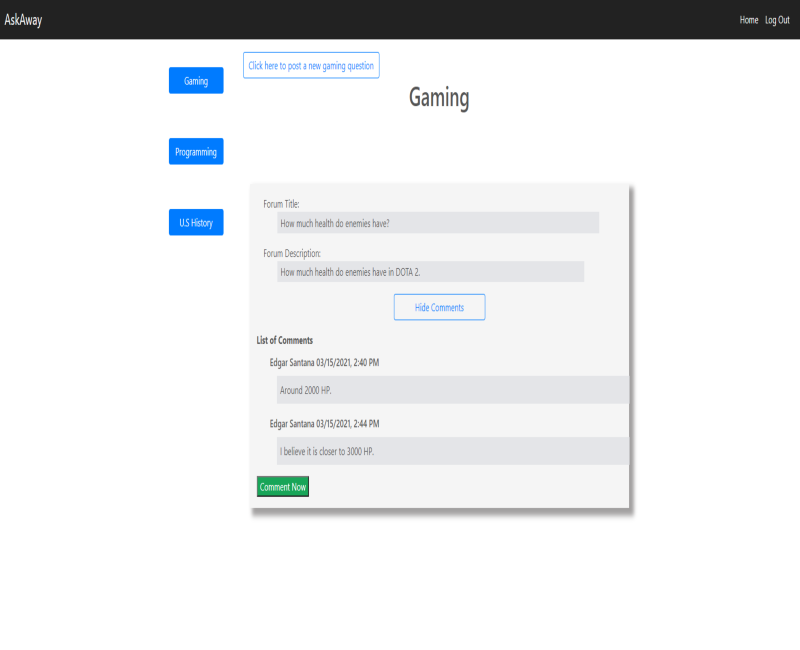 AskAway
Home Log Out
Gaming
Programming
U.S History
Click here to post a new gaming question
Gaming
Forum Title:
How much health do enemies have?
Forum Description:
How much health do enemies have in DOTA 2.
Hide Comments
List of Comments
Edgar Santana 03/15/2021, 2:40 PM
Around 2000 HP.
Edgar Santana 03/15/2021, 2:44 PM
I believe it is closer to 3000 HP.
Comment Now